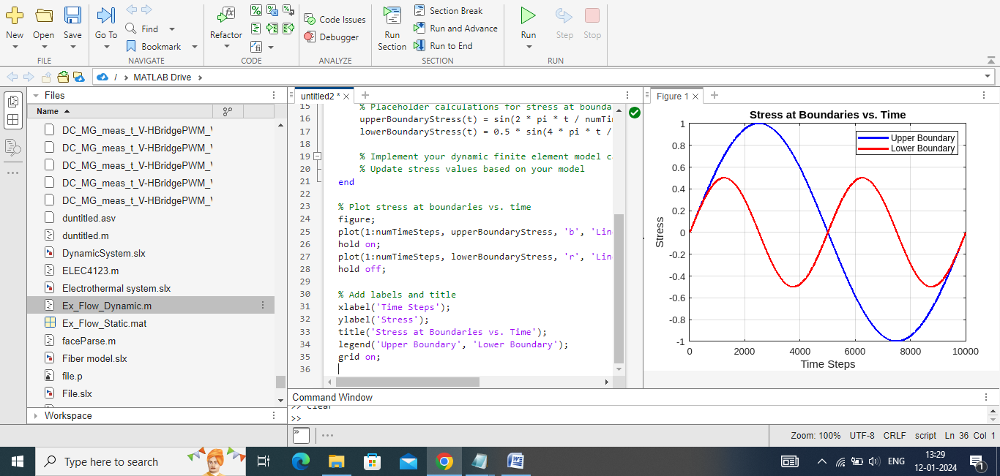 New
Open
Save
FILE
Go To
Find
Bookmark
NAVIGATE
Refactor
CODE
Code Issues
Debugger
ANALYZE
Run Section
Section Break
Run and Advance
Run to End
SECTION
Run
Step
Stop
RUN
/ › MATLAB Drive ›
Files
Name
DC_MG_meas_t_V-HBridgePWM_
DC_MG_meas_t_V-HBridgePWM_
DC_MG_meas_t_V-HBridgePWM_
DC_MG_meas_t_V-HBridgePWM_
DC_MG_meas_t_V-HBridgePWM_
duntitled.asv
duntitled.m
DynamicSystem.slx
ELEC4123.m
Electrothermal system.slx
Ex_Flow_Dynamic.m
Ex_Flow_Static.mat
faceParse.m
Fiber model.slx
file.p
File.slx
Workspace
untitled2 * ×
15 % Placeholder calculations for stress at bounda
16 upperBoundaryStress(t) = sin(2 * pi * t / numTi
17 lowerBoundaryStress(t) = 0.5 * sin(4 * pi * t /
18
19 % Implement your dynamic finite element model c
20 % Update stress values based on your model
21 end
22
23 % Plot stress at boundaries vs. time
24 figure;
25 plot(1:numTimeSteps, upperBoundaryStress, 'b', 'Lin
26 hold on;
27 plot(1:numTimeSteps, lowerBoundaryStress, 'r', 'Lin
28 hold off;
29
30 % Add labels and title
31 xlabel('Time Steps');
32 ylabel('Stress');
33 title('Stress at Boundaries vs. Time');
34 legend('Upper Boundary', 'Lower Boundary');
35 grid on;
36
Figure 1 ×
Stress at Boundaries vs. Time
Upper Boundary
Lower Boundary
1
0.8
0.6
0.4
0.2
0
-0.2
-0.4
-0.6
-0.8
-1
Stress
0 2000 4000 6000 8000 10000
Time Steps
Command Window
>> clear
>>
Zoom: 100% UTF-8 CRLF script Ln 36 Col 1
Type here to search
ENG
13:29
12-01-2024
1